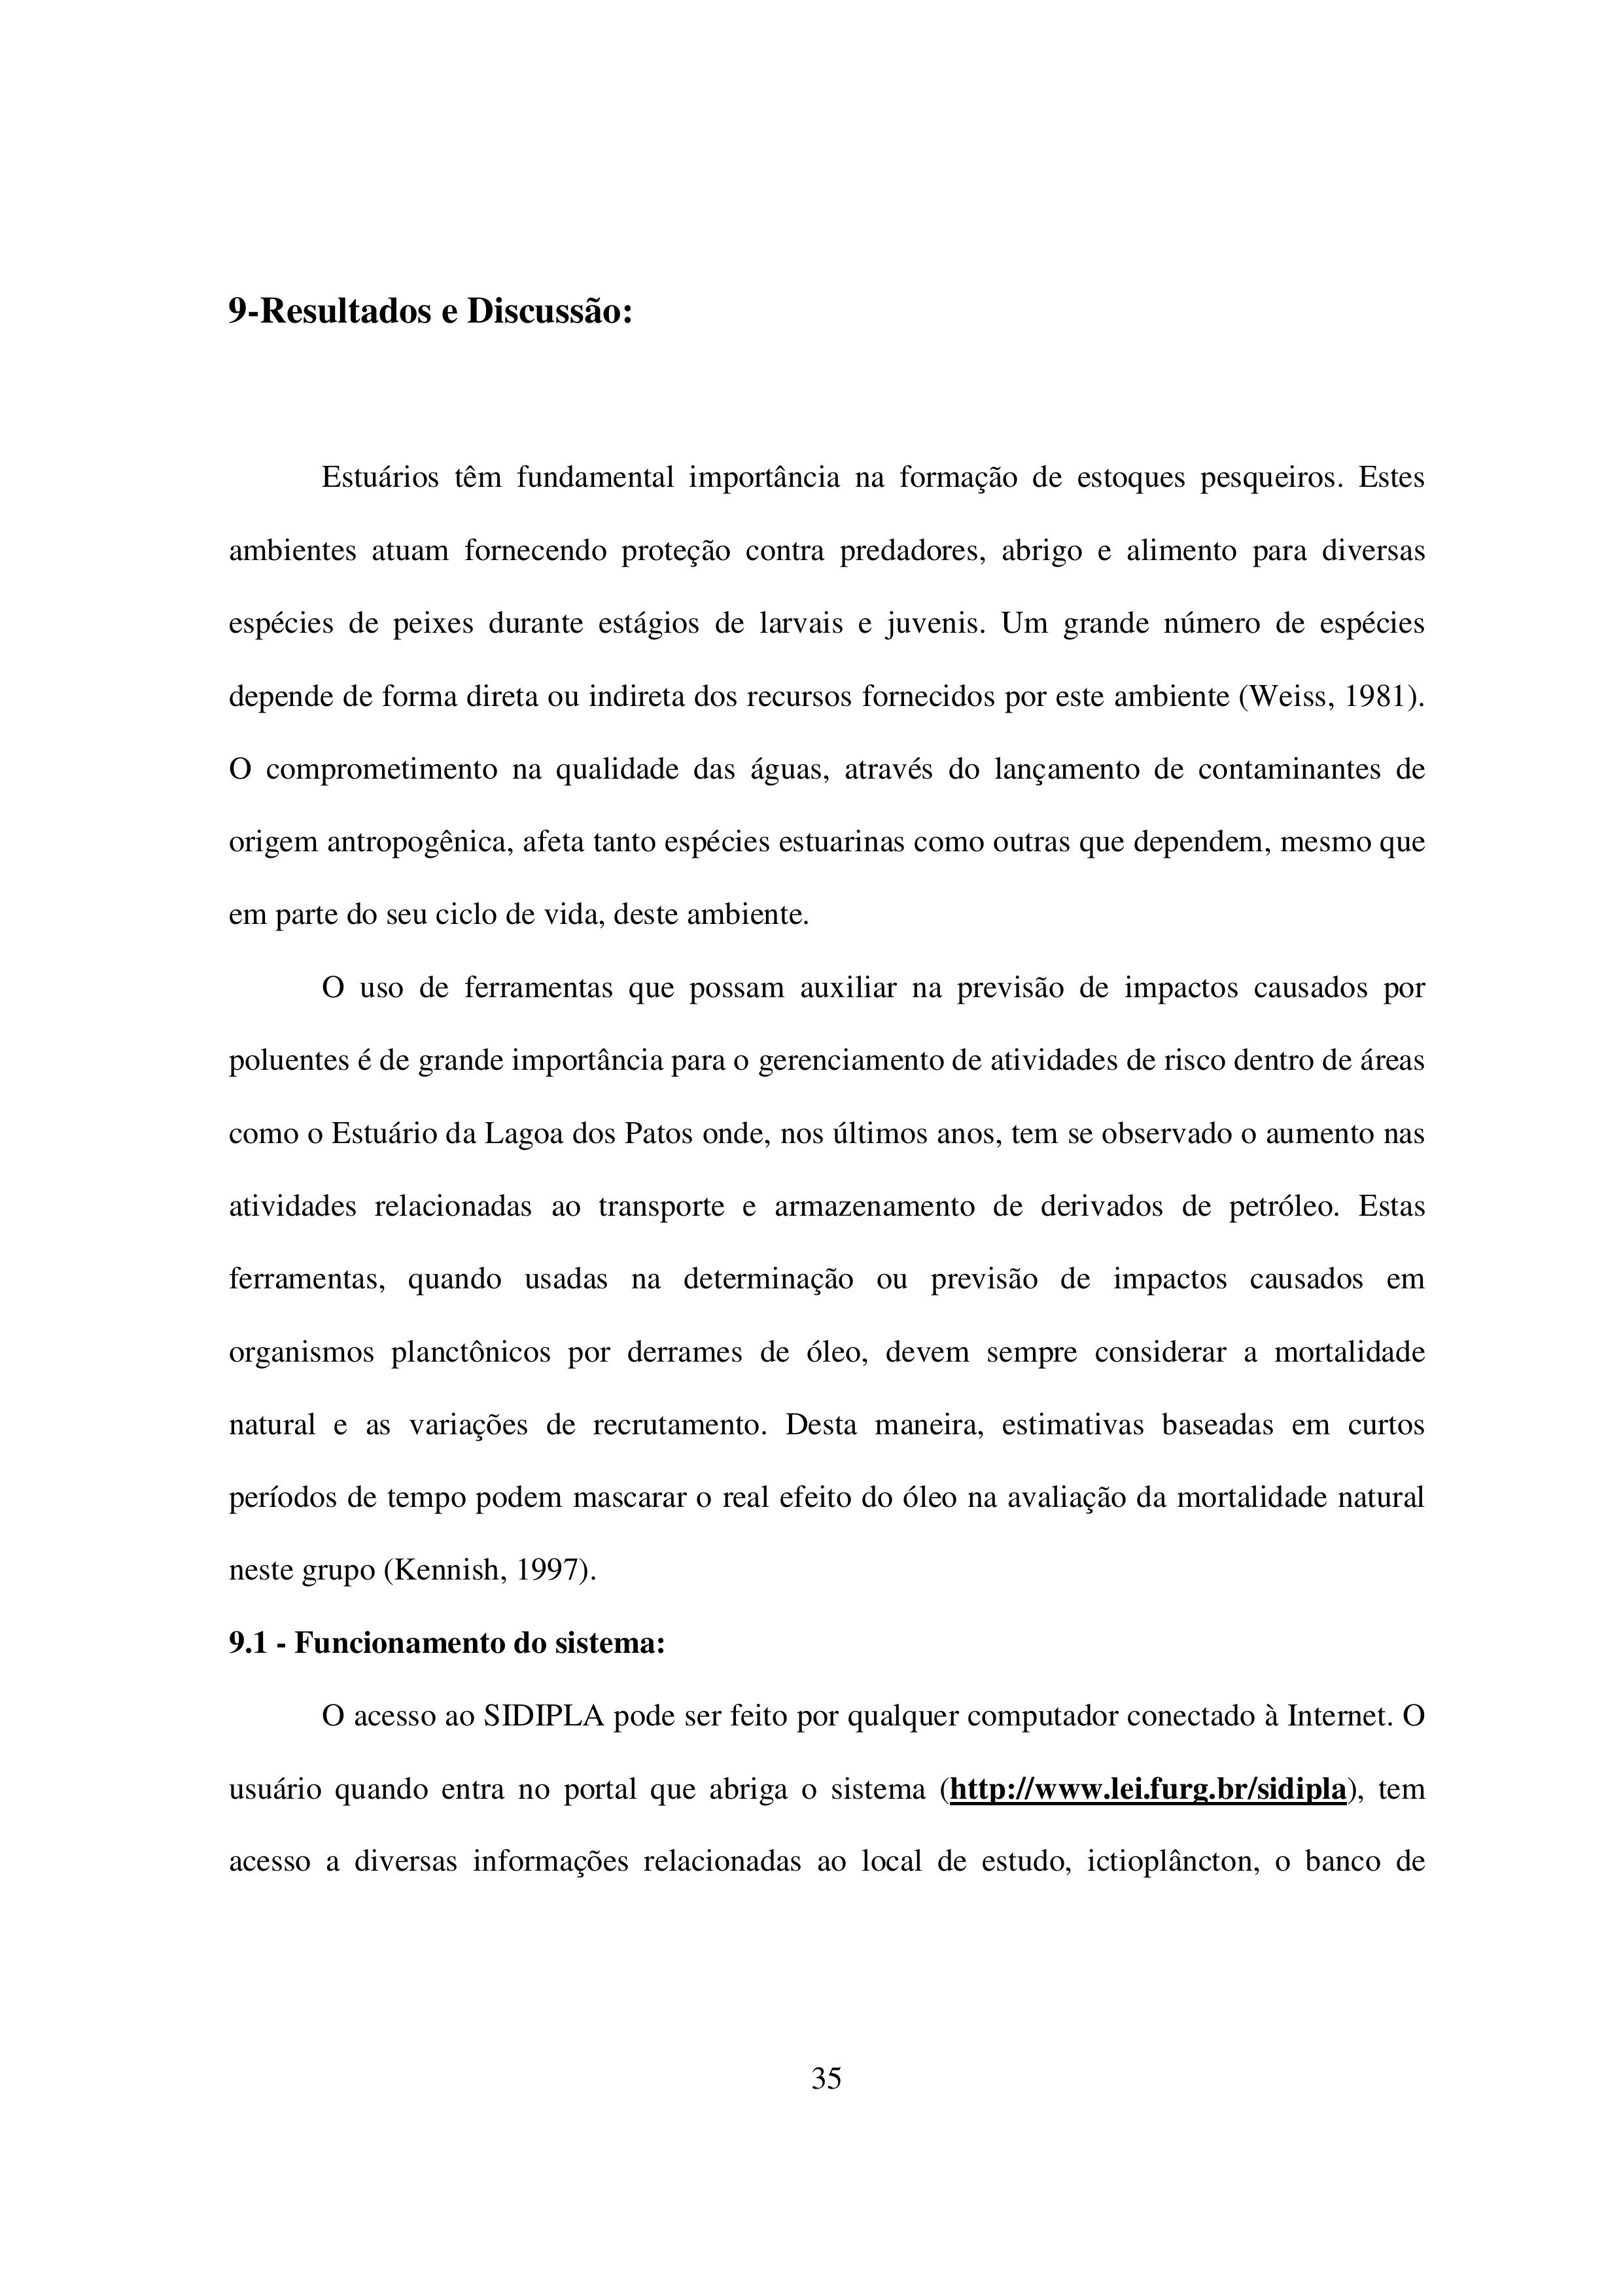 9-Resultados e Discussão:
Estuários têm fundamental importância na formação de estoques pesqueiros. Estes
ambientes atuam fornecendo proteção contra predadores, abrigo e alimento para diversas
espécies de peixes durante estágios de larvais e juvenis. Um grande número de espécies
depende de forma direta ou indireta dos recursos fornecidos por este ambiente (Weiss, 1981).
O comprometimento na qualidade das águas, através do lançamento de contaminantes de
origem antropogênica, afeta tanto espécies estuarinas como outras que dependem, mesmo que
em parte do seu ciclo de vida, deste ambiente.
O uso de ferramentas que possam auxiliar na previsão de impactos causados por
poluentes é de grande importância para o gerenciamento de atividades de risco dentro de áreas
como o Estuário da Lagoa dos Patos onde, nos últimos anos, tem se observado o aumento nas
atividades relacionadas ao transporte e armazenamento de derivados de petróleo. Estas
ferramentas, quando usadas na determinação ou previsão de impactos causados em
organismos planctônicos por derrames de óleo, devem sempre considerar a mortalidade
natural e as variações de recrutamento. Desta maneira, estimativas baseadas em curtos
períodos de tempo podem mascarar o real efeito do óleo na avaliação da mortalidade natural
neste grupo (Kennish, 1997).
9.1 - Funcionamento do sistema:
O acesso ao SIDIPLA pode ser feito por qualquer computador conectado à Internet. O
usuário quando entra no portal que abriga o sistema (http://www.lei.furg.br/sidipla), tem
acesso a diversas informações relacionadas ao local de estudo, ictioplâncton, o banco de
35